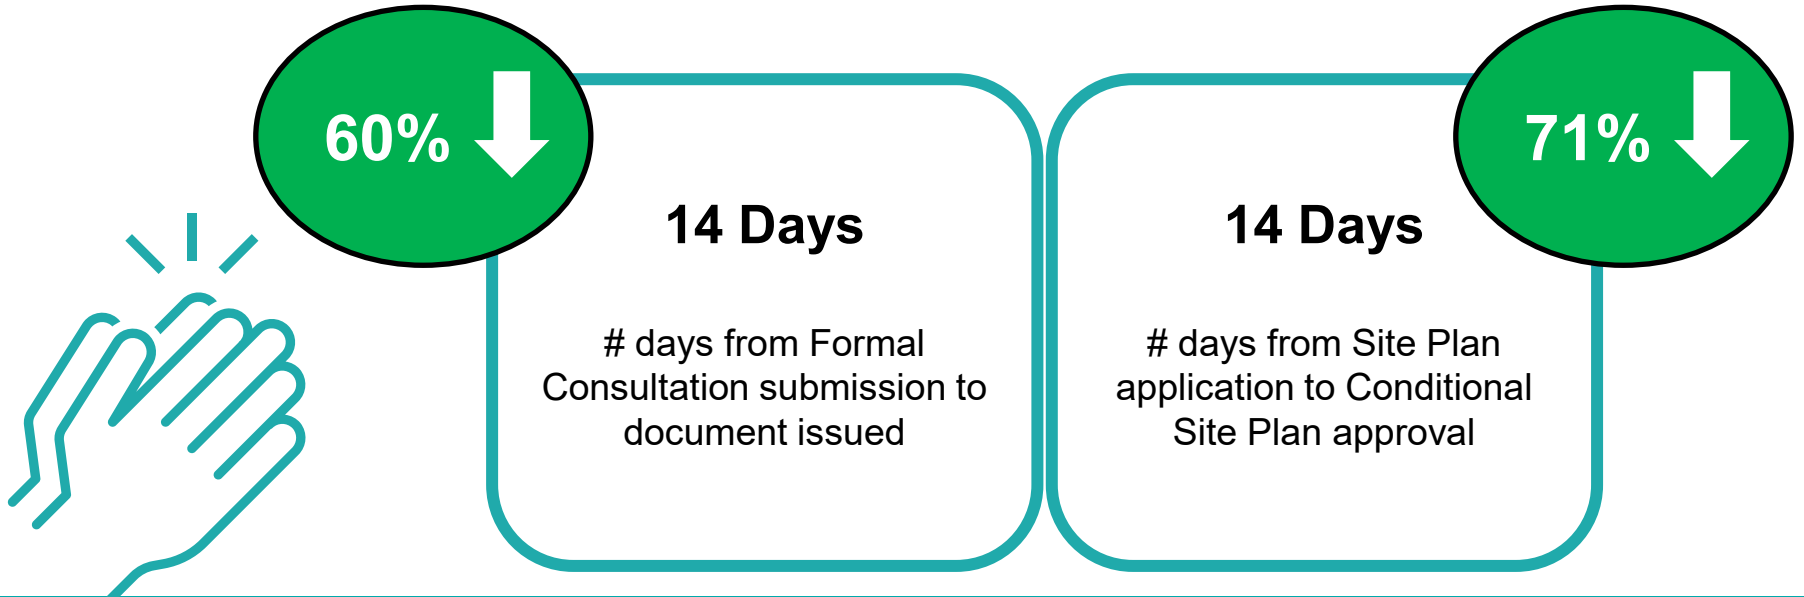 60%
14 Days
# days from Formal
Consultation submission to
document issued
71%
14 Days
# days from Site Plan
application to Conditional
Site Plan approval